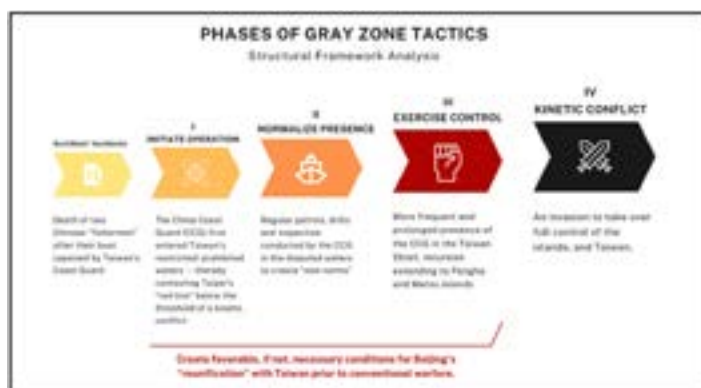 PHASES OF GRAY ZONE TACTICS
Structural Framework Analysis
I
INITIATE OPERATION
II
NORMALIZE PRESENCE
III
EXERCISE CONTROL
IV
KINETIC CONFLICT
Death of two
Chinese "fishermen"
after their boat
capsized by Taiwan's
Coast Guard
The China Coast
Guard (CCG) first
entered Taiwan's
restricted prohibited
waters – thereby
contesting Taipei's
"red line" below the
threshold of a kinetic
conflict
Regular patrols, drills
and inspection
conducted by the CCG
in the disputed waters
to create "new norms"
More frequent and
prolonged presence of
the CCG in the Taiwan
Strait, incursion
extending to Penghu
and Matsu islands
An invasion to take over
full control of the
islands, and Taiwan.
Create favorable, if not, necessary conditions for Beijing's
"reunification" with Taiwan prior to conventional warfare.